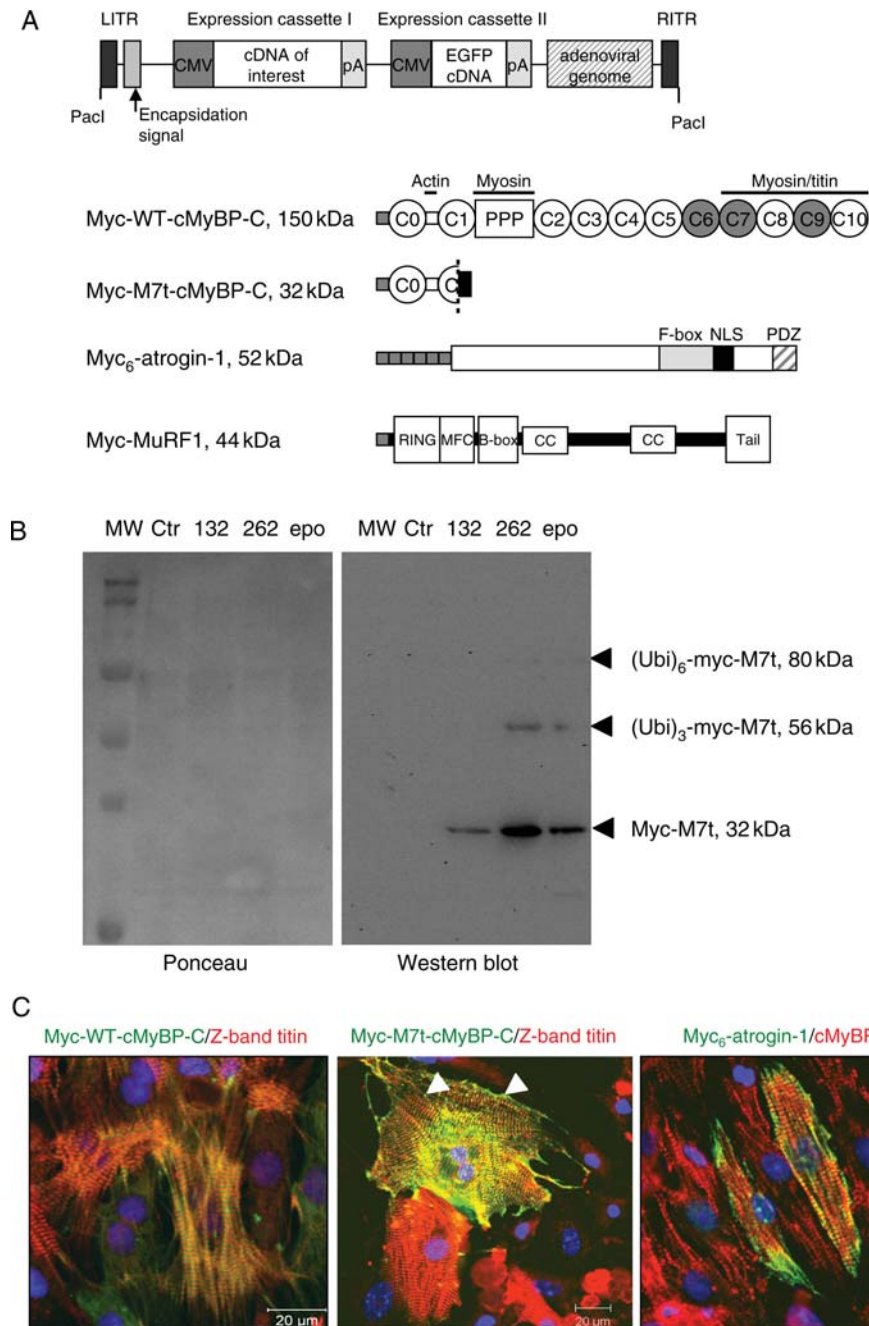 A
LITR Expression cassette I Expression cassette II RITR
CMV cDNA of interest pA CMV EGFP cDNA pA adenoviral genome
PacI Encapsidation signal PacI
Actin Myosin Myosin/titin
Myc-WT-cMyBP-C, 150 kDa C0 C1 PPP C2 C3 C4 C5 C6 C7 C8 C9 C10
Myc-M7t-cMyBP-C, 32 kDa C0 C
F-box NLS PDZ
Myc6-atrogin-1, 52 kDa
Myc-MuRF1, 44 kDa RING MFC B-box CC CC Tail
B
MW Ctr 132 262 epo MW Ctr 132 262 epo
(Ubi)6-myc-M7t, 80 kDa
(Ubi)3-myc-M7t, 56 kDa
Myc-M7t, 32 kDa
Ponceau Western blot
C
Myc-WT-cMyBP-C/Z-band titin Myc-M7t-cMyBP-C/Z-band titin Myc6-atrogin-1/cMyBP
20 µm 20 µm